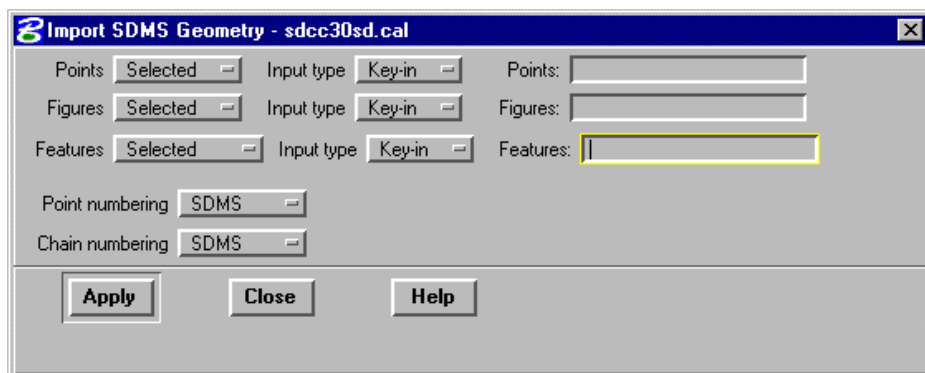 Import SDMS Geometry - sdcc30sd.cal
Points Selected Input type Key-in Points:
Figures Selected Input type Key-in Figures:
Features Selected Input type Key-in Features:
Point numbering SDMS
Chain numbering SDMS
Apply Close Help